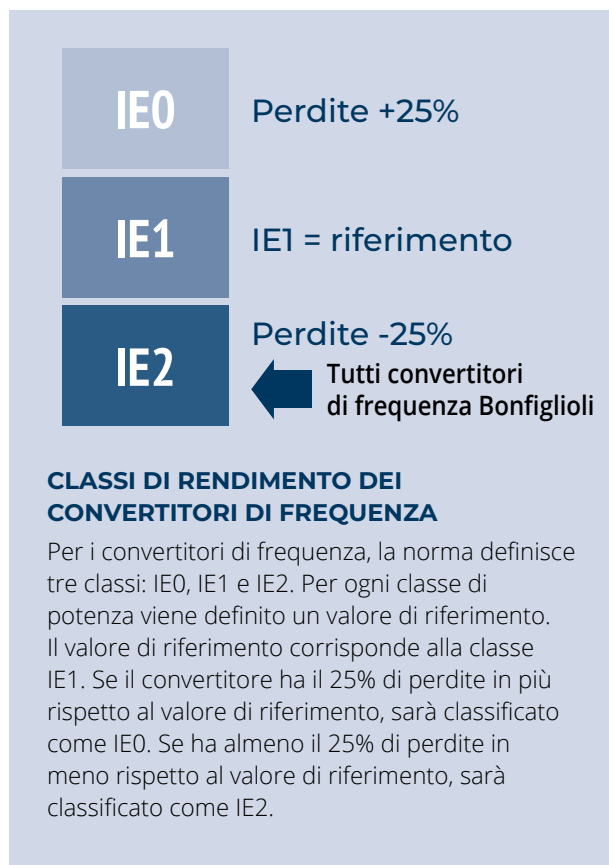 IE0
Perdite +25%
IE1
IE1 = riferimento
IE2
Perdite -25%
Tutti convertitori
di frequenza Bonfiglioli
CLASSI DI RENDIMENTO DEI
CONVERTITORI DI FREQUENZA
Per i convertitori di frequenza, la norma definisce
tre classi: IE0, IE1 e IE2. Per ogni classe di
potenza viene definito un valore di riferimento.
Il valore di riferimento corrisponde alla classe
IE1. Se il convertitore ha il 25% di perdite in più
rispetto al valore di riferimento, sarà classificato
come IE0. Se ha almeno il 25% di perdite in
meno rispetto al valore di riferimento, sarà
classificato come IE2.